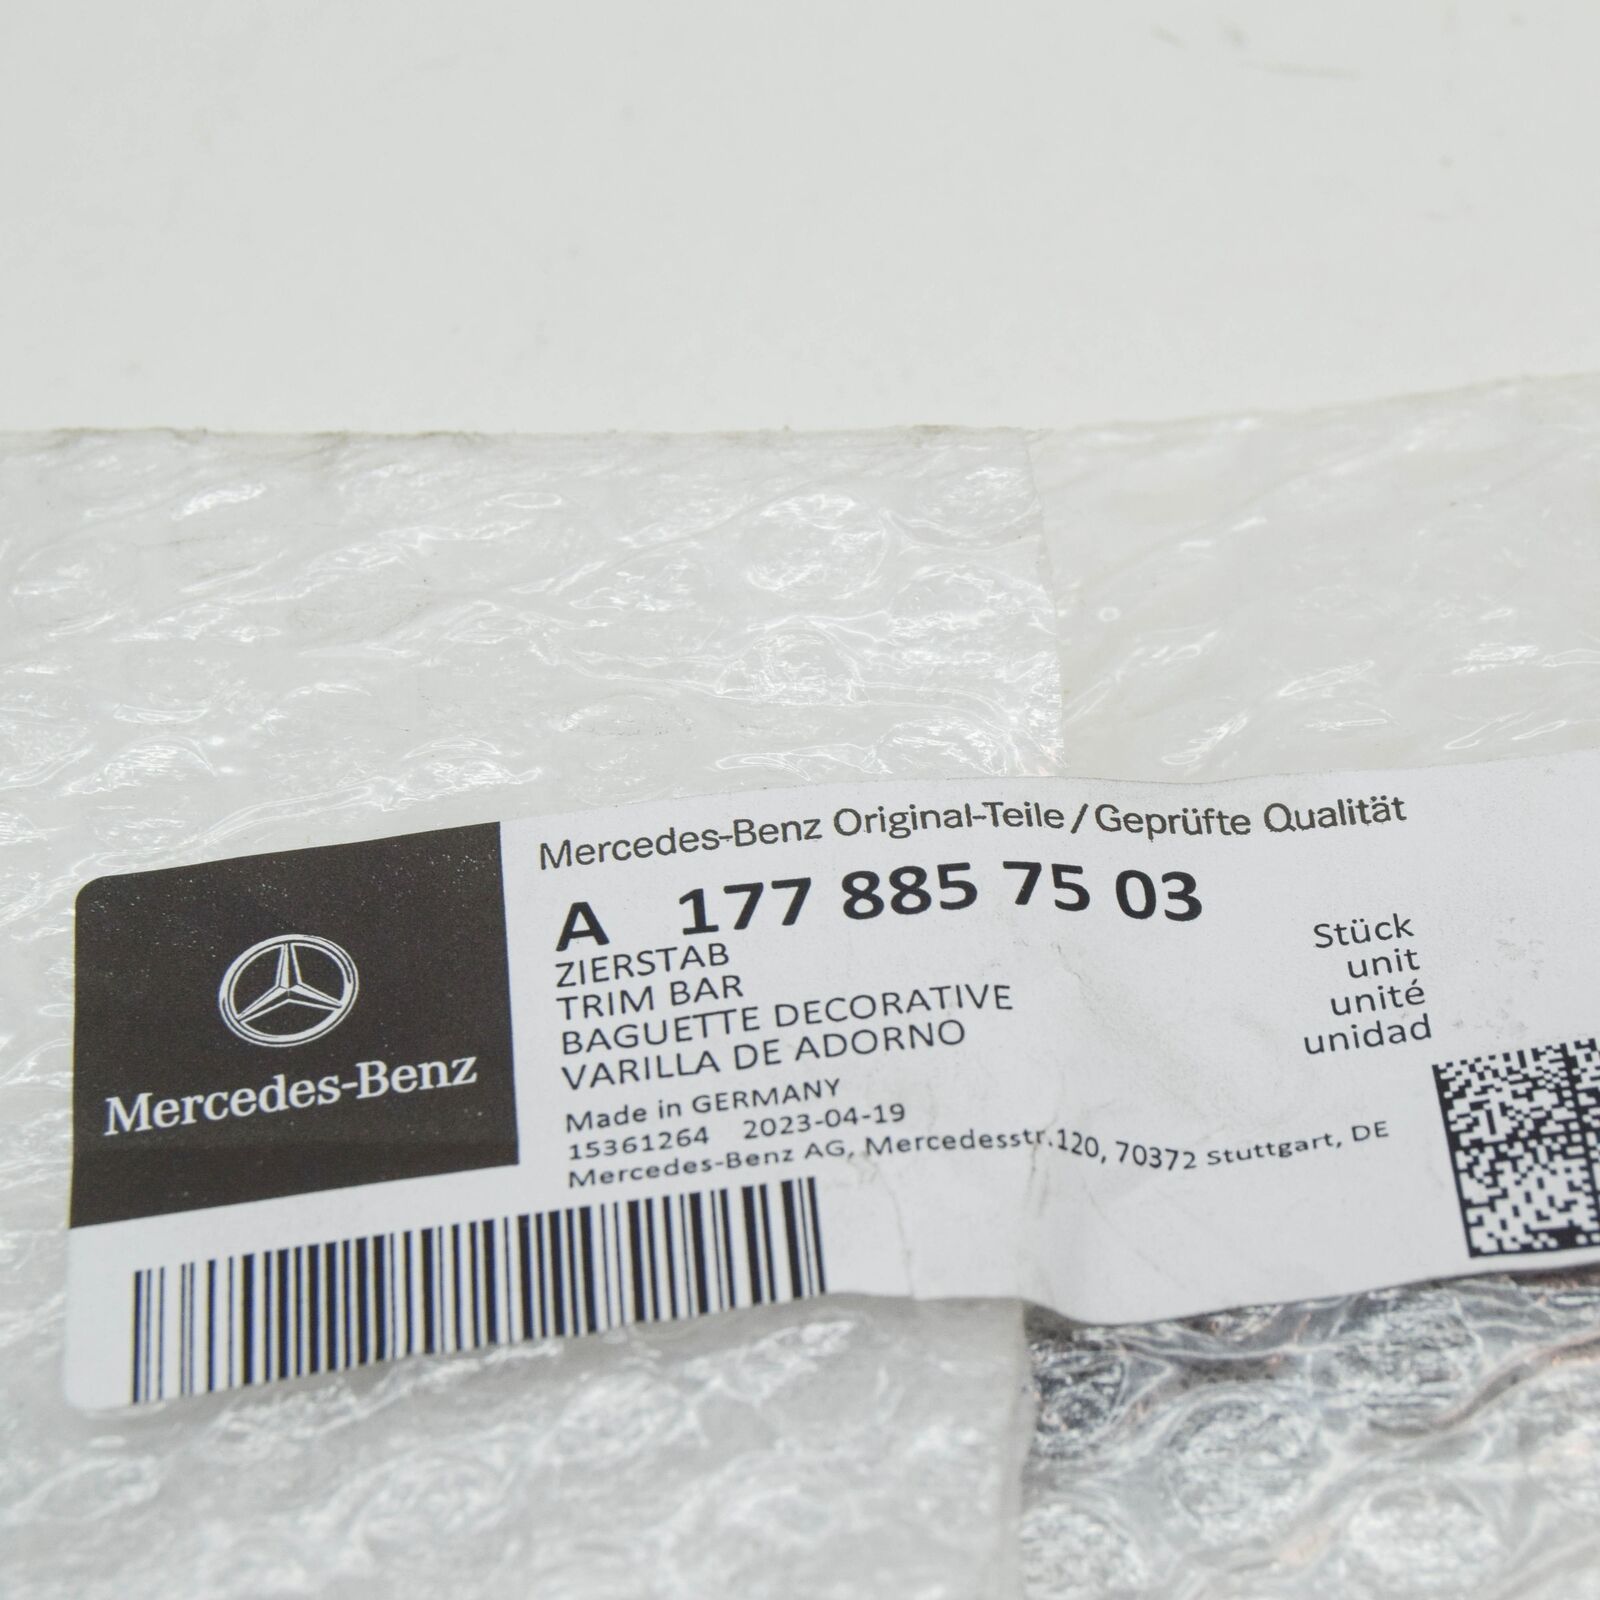 Mercedes-Benz Original-Teile / Geprüfte Qualität
A 177 885 75 03
ZIERSTAB
TRIM BAR
BAGUETTE DECORATIVE
VARILLA DE ADORNO
Stück
unit
unité
unidad
Made in GERMANY
15361264 2023-04-19
Mercedes-Benz AG, Mercedesstr.120, 70372 Stuttgart, DE
Mercedes-Benz